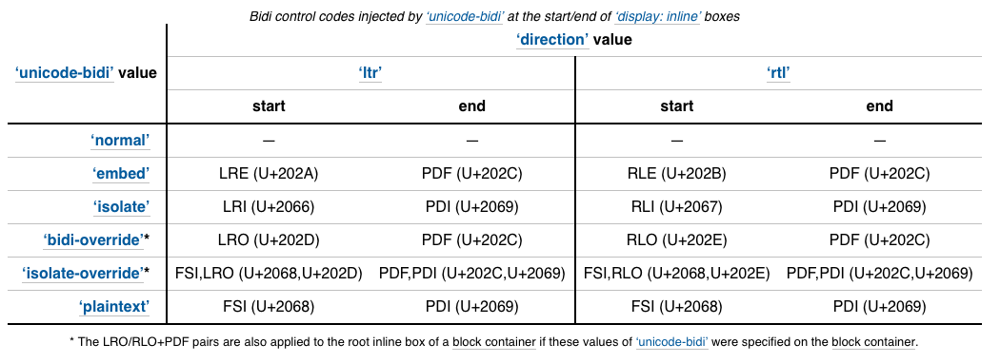 Bidi control codes injected by ‘unicode-bidi’ at the start/end of ‘display: inline’ boxes
‘direction’ value
‘unicode-bidi’ value ‘ltr’ ‘rtl’
start end start end
‘normal’ — — — —
‘embed’ LRE (U+202A) PDF (U+202C) RLE (U+202B) PDF (U+202C)
‘isolate’ LRI (U+2066) PDI (U+2069) RLI (U+2067) PDI (U+2069)
‘bidi-override’* LRO (U+202D) PDF (U+202C) RLO (U+202E) PDF (U+202C)
‘isolate-override’* FSI,LRO (U+2068,U+202D) PDF,PDI (U+202C,U+2069) FSI,RLO (U+2068,U+202E) PDF,PDI (U+202C,U+2069)
‘plaintext’ FSI (U+2068) PDI (U+2069) FSI (U+2068) PDI (U+2069)
* The LRO/RLO+PDF pairs are also applied to the root inline box of a block container if these values of ‘unicode-bidi’ were specified on the block container.